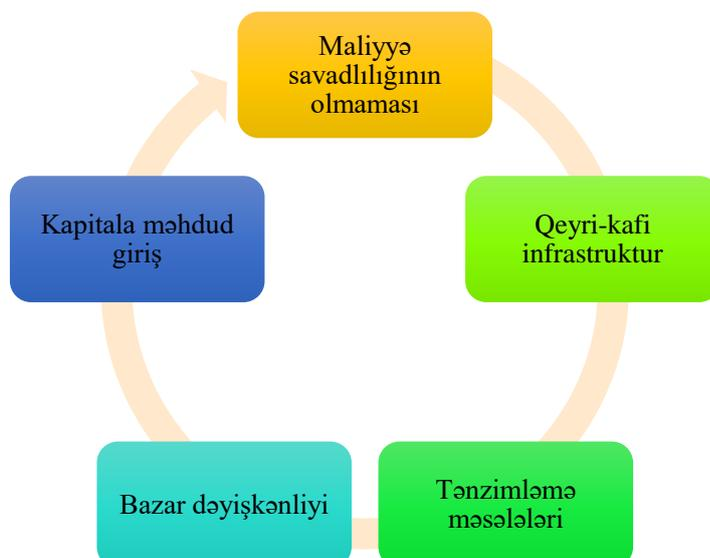 Maliyyə
savadlılığının
olmaması
Qeyri-kafi
infrastruktur
Tənzimləmə
məsələləri
Bazar dəyişkənliyi
Kapitala məhdud
giriş